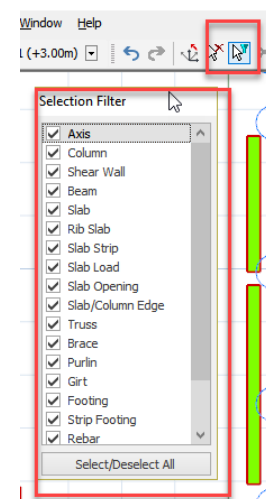 Window Help
(+3.00m)
Selection Filter
Axis
Column
Shear Wall
Beam
Slab
Rib Slab
Slab Strip
Slab Load
Slab Opening
Slab/Column Edge
Truss
Brace
Purlin
Girt
Footing
Strip Footing
Rebar
Select/Deselect All